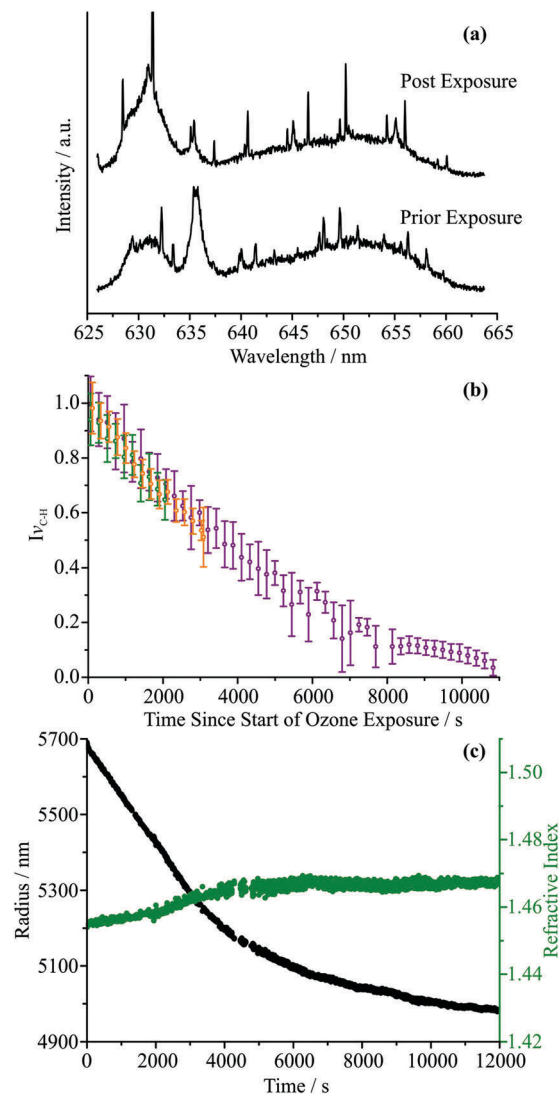 (a)
Post Exposure
Prior Exposure
Intensity / a.u.
625 630 635 640 645 650 655 660 665
Wavelength / nm
(b)
1.0
0.8
0.6
0.4
0.2
0.0
Iν C-H
0 2000 4000 6000 8000 10000
Time Since Start of Ozone Exposure / s
(c)
5700
5500
5300
5100
4900
Radius / nm
1.50
1.48
1.46
1.44
1.42
Refractive Index
0 2000 4000 6000 8000 10000 12000
Time / s